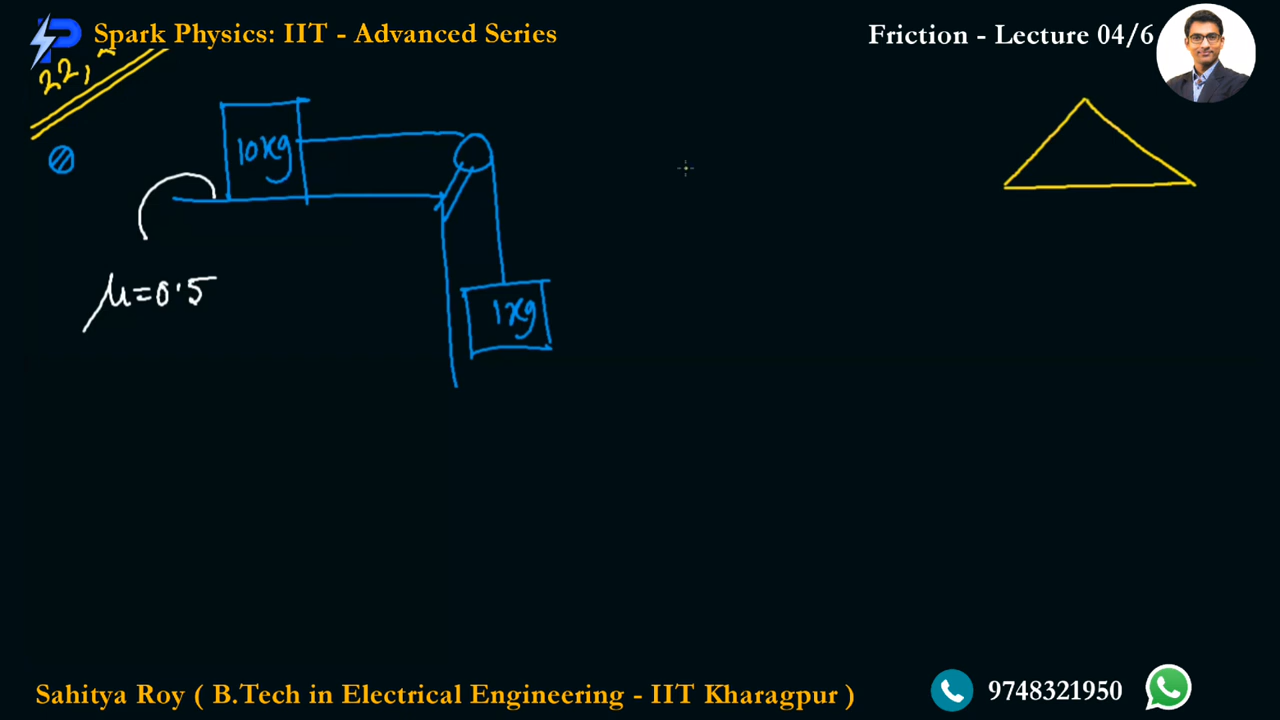 Spark Physics: IIT - Advanced Series
Friction - Lecture 04/6
22,
10kg
μ=0.5
1kg
Sahitya Roy ( B.Tech in Electrical Engineering - IIT Kharagpur )
9748321950